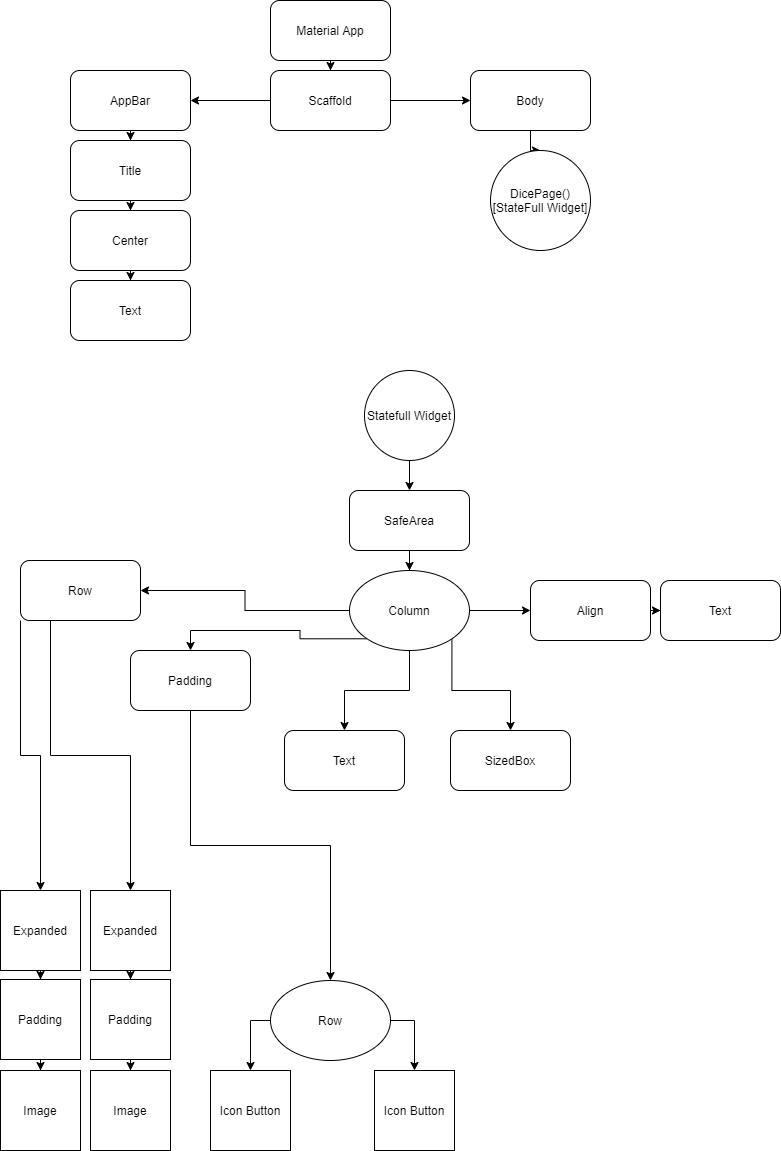 Material App
AppBar
Scaffold
Body
Title
DicePage()
[StateFull Widget]
Center
Text
Statefull Widget
SafeArea
Row
Column
Align
Text
Padding
Text
SizedBox
Expanded
Expanded
Padding
Padding
Row
Image
Image
Icon Button
Icon Button